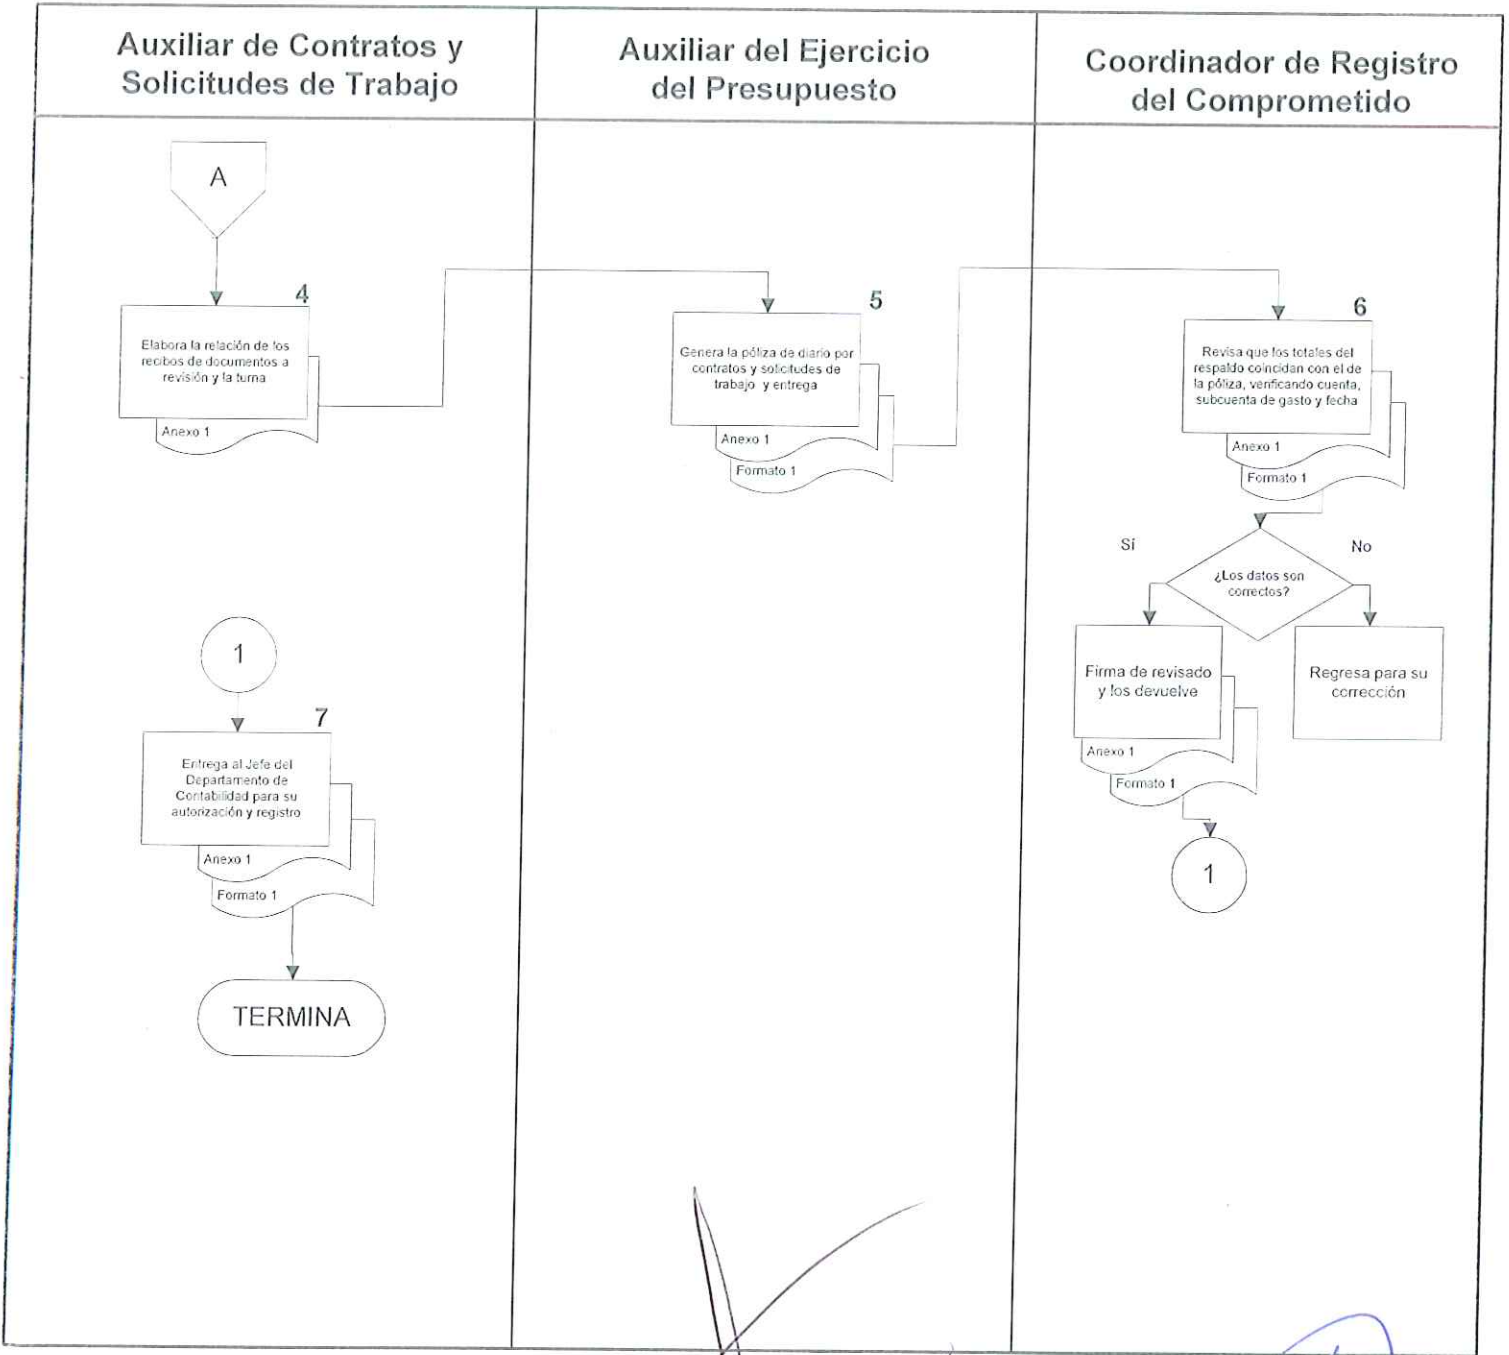 Auxiliar de Contratos y
Solicitudes de Trabajo
Auxiliar del Ejercicio
del Presupuesto
Coordinador de Registro
del Comprometido
A
4
Elabora la relación de los
recibos de documentos a
revisión y la turna
Anexo 1
5
Genera la póliza de diario por
contratos y solicitudes de
trabajo y entrega
Anexo 1
Formato 1
6
Revisa que los totales del
respaldo coincidan con el de
la póliza, verificando cuenta,
subcuenta de gasto y fecha
Anexo 1
Formato 1
Sí
No
¿Los datos son
correctos?
Firma de revisado
y los devuelve
Anexo 1
Formato 1
Regresa para su
corrección
1
1
7
Entrega al Jefe del
Departamento de
Contabilidad para su
autorización y registro
Anexo 1
Formato 1
TERMINA